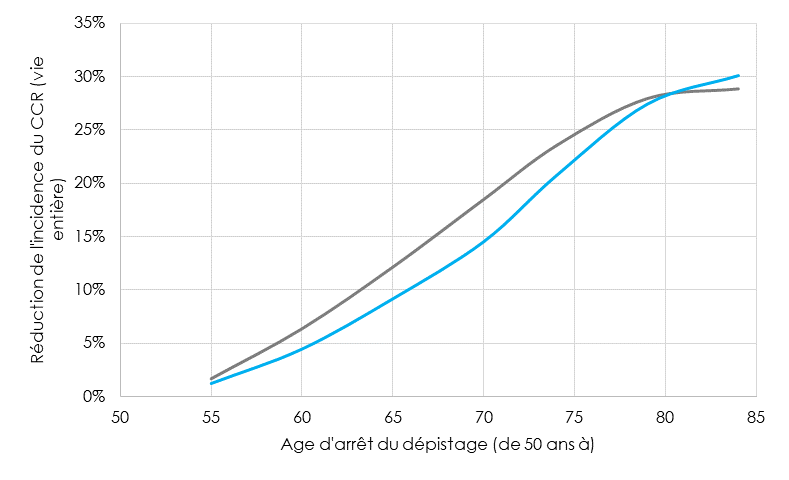 35%
30%
25%
20%
15%
10%
5%
0%
Réduction de l'incidence du CCR (vie
entière)
50 55 60 65 70 75 80 85
Age d'arrêt du dépistage (de 50 ans à)